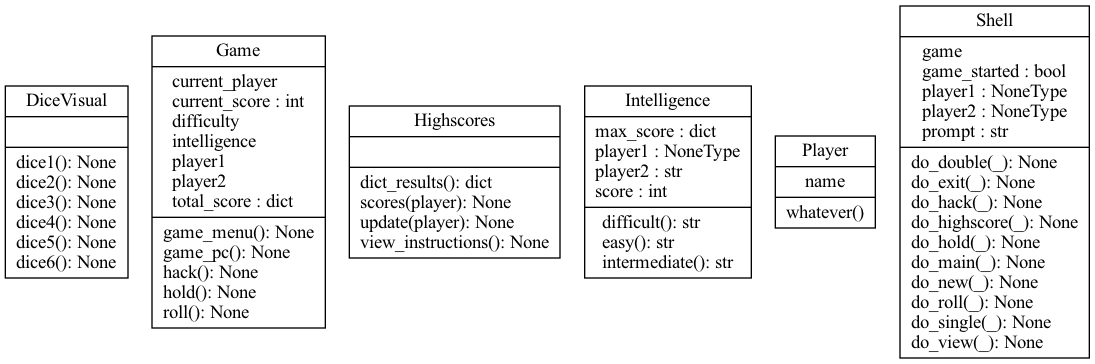 DiceVisual
dice1(): None
dice2(): None
dice3(): None
dice4(): None
dice5(): None
dice6(): None
Game
current_player
current_score : int
difficulty
intelligence
player1
player2
total_score : dict
game_menu(): None
game_pc(): None
hack(): None
hold(): None
roll(): None
Highscores
dict_results(): dict
scores(player): None
update(player): None
view_instructions(): None
Intelligence
max_score : dict
player1 : NoneType
player2 : str
score : int
difficult(): str
easy(): str
intermediate(): str
Player
name
whatever()
Shell
game
game_started : bool
player1 : NoneType
player2 : NoneType
prompt : str
do_double(_): None
do_exit(_): None
do_hack(_): None
do_highscore(_): None
do_hold(_): None
do_main(_): None
do_new(_): None
do_roll(_): None
do_single(_): None
do_view(_): None